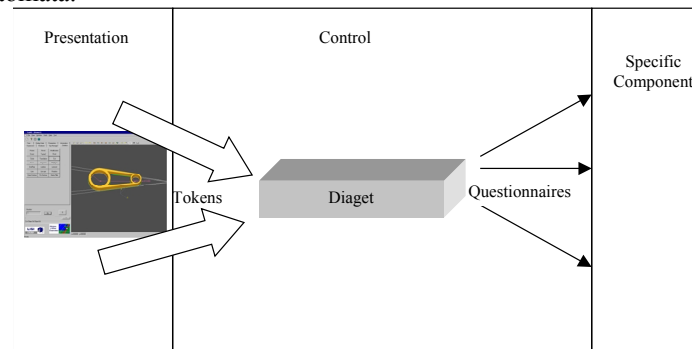 Presentation
Control
Specific
Component
Tokens
Diaget
Questionnaires